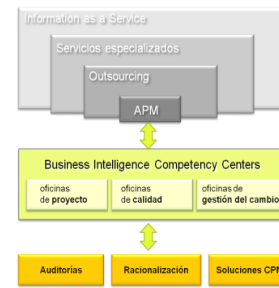 Information as a Service
Servicios especializados
Outsourcing
APM
Business Intelligence Competency Centers
oficinas
de proyecto
oficinas
de calidad
oficinas de
gestión del cambio
Auditorías
Racionalización
Soluciones CPM